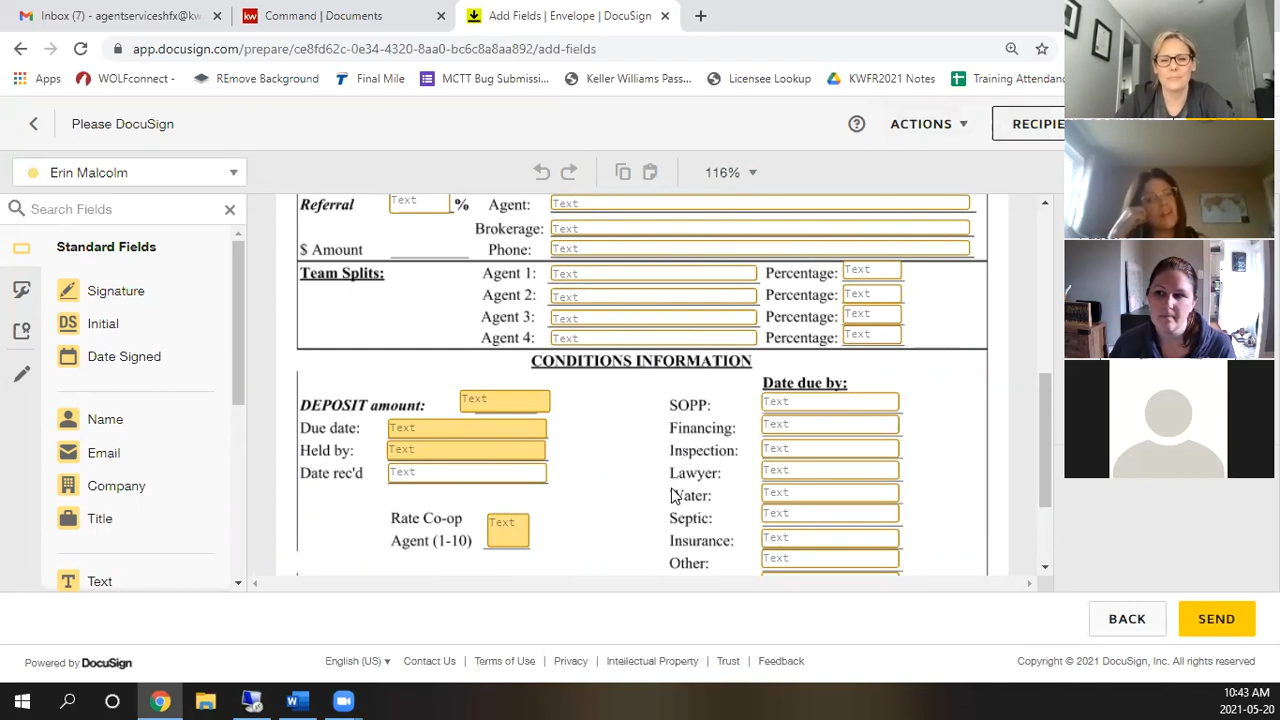 Inbox (7) - agentserviceshfx@kw
Command | Documents
Add Fields | Envelope | DocuSign
app.docusign.com/prepare/ce8fd62c-0e34-4320-8aa0-bc6c8a8aa892/add-fields
Apps
WOLFconnect -
REmove Background
Final Mile
MCTT Bug Submissi...
Keller Williams Pass...
Licensee Lookup
KWFR2021 Notes
Training Attendanc
Please DocuSign
ACTIONS
RECIPIE
Erin Malcolm
116%
Search Fields
Standard Fields
Signature
DS Initial
Date Signed
Name
Email
Company
Title
T Text
Referral Text % Agent: Text
Brokerage: Text
$ Amount Phone: Text
Team Splits: Agent 1: Text Percentage: Text
Agent 2: Text Percentage: Text
Agent 3: Text Percentage: Text
Agent 4: Text Percentage: Text
CONDITIONS INFORMATION
Date due by:
DEPOSIT amount: Text SOPP: Text
Due date: Text Financing: Text
Held by: Text Inspection: Text
Date rec'd Text Lawyer: Text
Water: Text
Rate Co-op Text Septic: Text
Agent (1-10) Insurance: Text
Other: Text
BACK
SEND
Powered by DocuSign
English (US)
Contact Us
Terms of Use
Privacy
Intellectual Property
Trust
Feedback
Copyright © 2021 DocuSign, Inc. All rights reserved
10:43 AM
2021-05-20